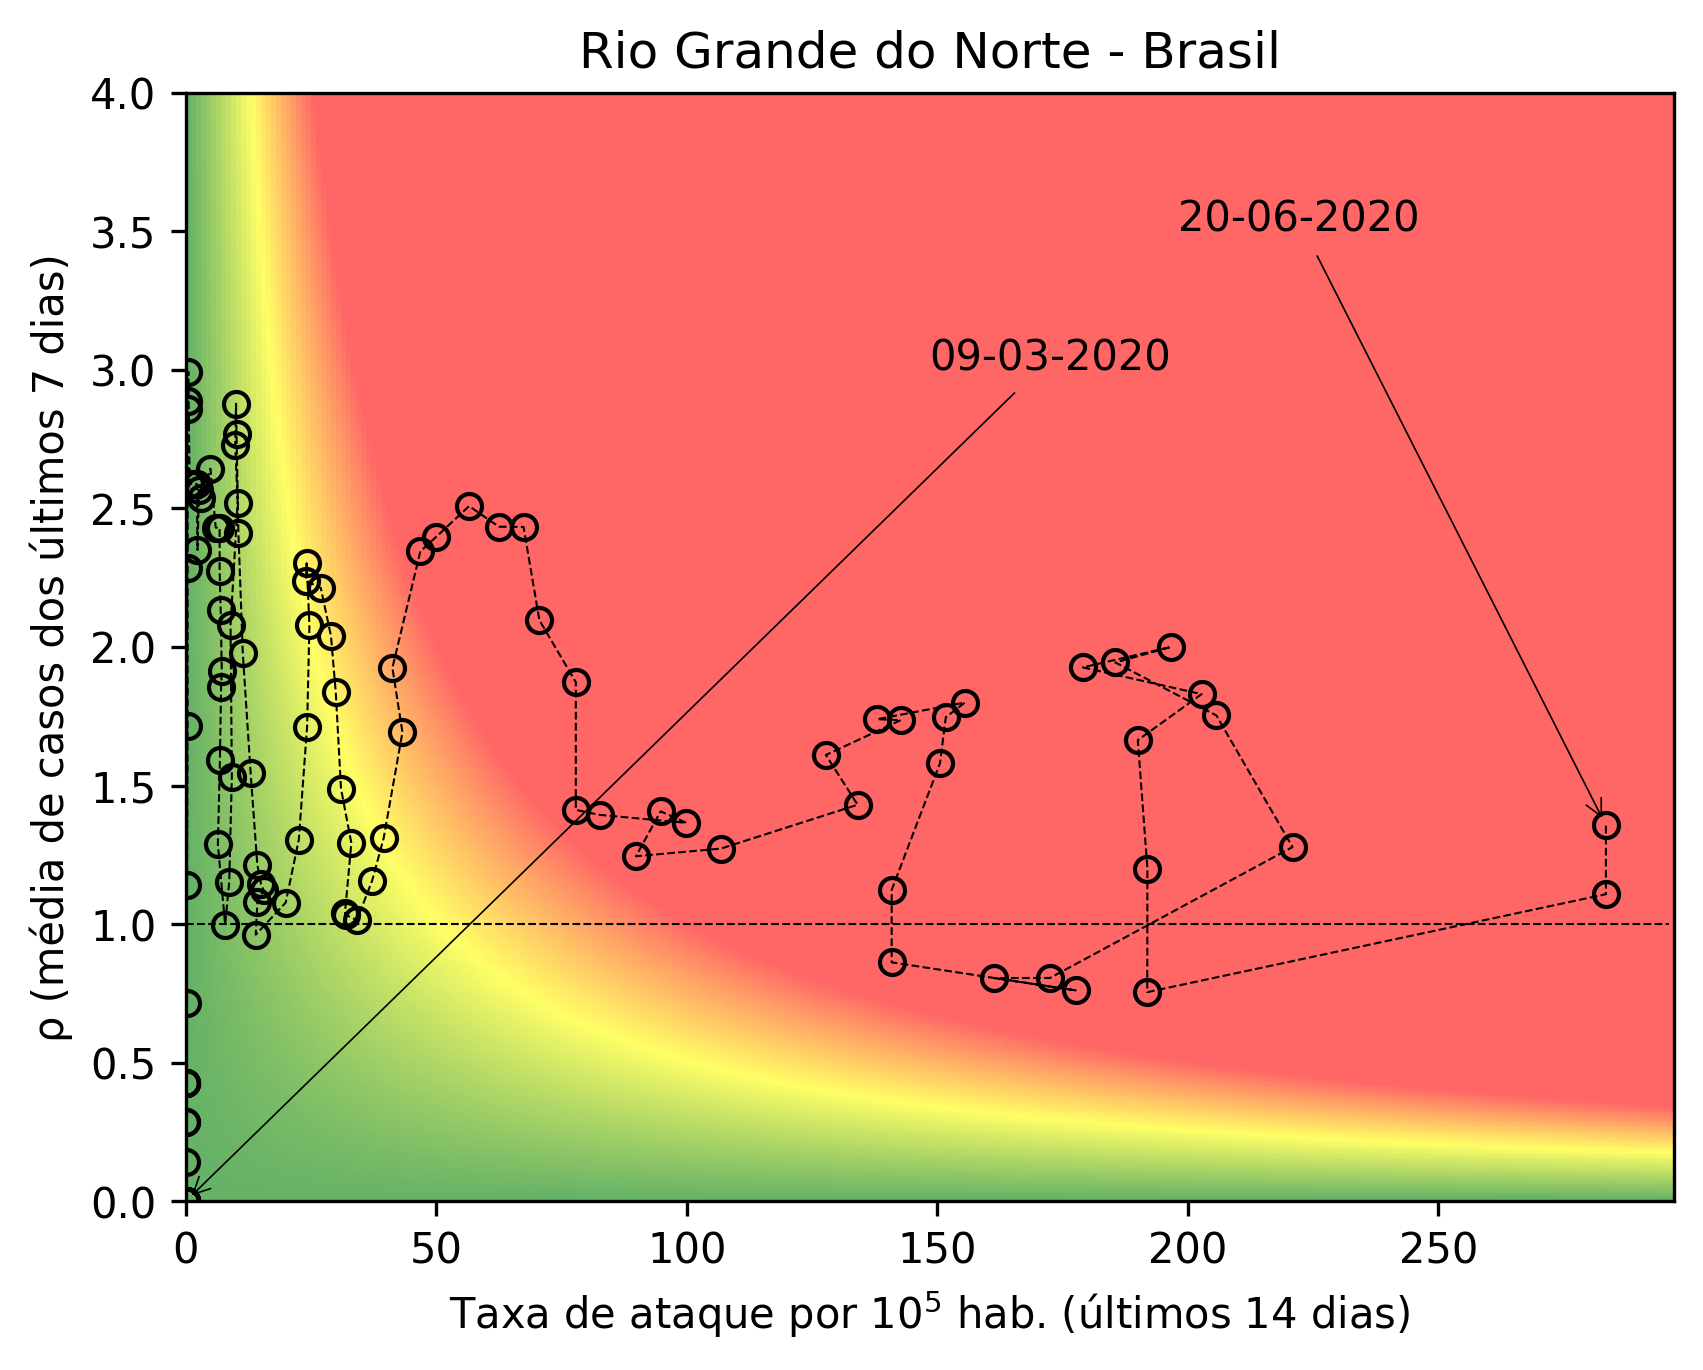 Rio Grande do Norte - Brasil
4.0
3.5
3.0
2.5
2.0
1.5
1.0
0.5
0.0
ρ (média de casos dos últimos 7 dias)
20-06-2020
09-03-2020
0 50 100 150 200 250
Taxa de ataque por 10⁵ hab. (últimos 14 dias)